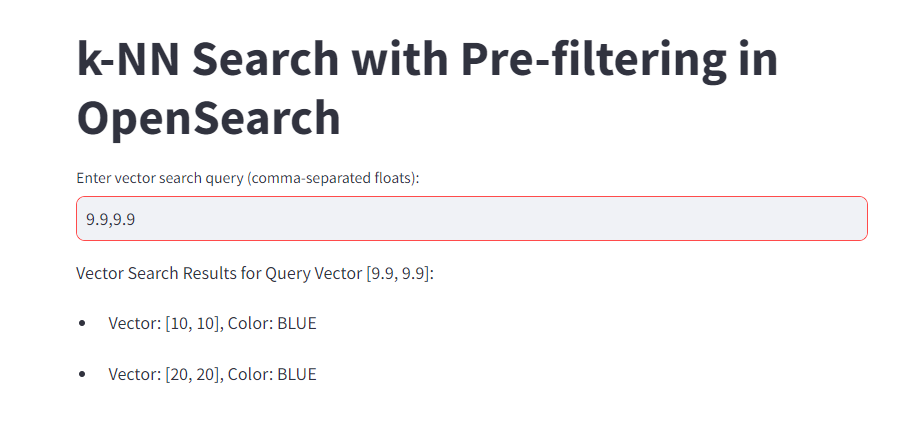 k-NN Search with Pre-filtering in
OpenSearch
Enter vector search query (comma-separated floats):
9.9,9.9
Vector Search Results for Query Vector [9.9, 9.9]:
• Vector: [10, 10], Color: BLUE
• Vector: [20, 20], Color: BLUE